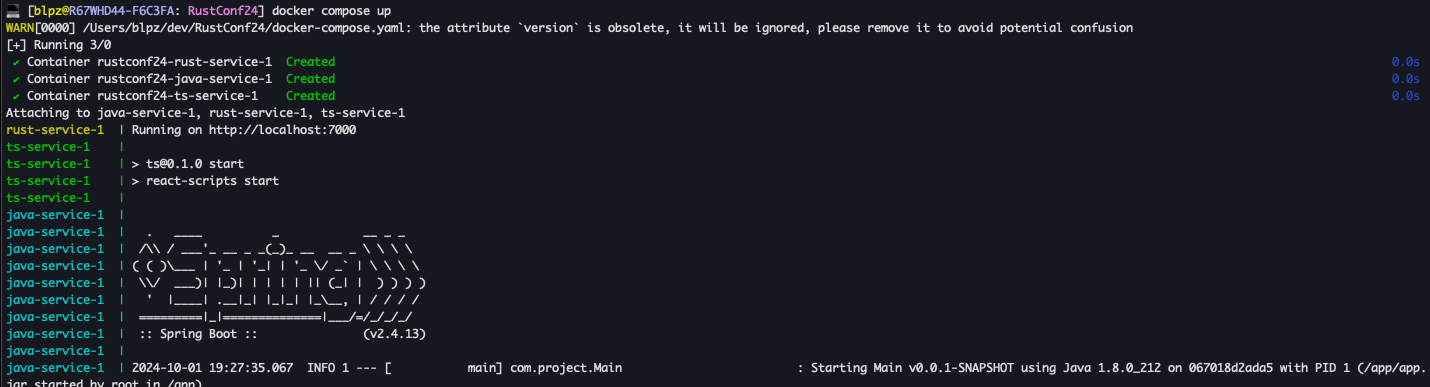 [blpz@R67WHD44-F6C3FA: RustConf24] docker compose up
WARN[0000] /Users/blpz/dev/RustConf24/docker-compose.yaml: the attribute `version` is obsolete, it will be ignored, please remove it to avoid potential confusion
[+] Running 3/0
 ✔ Container rustconf24-rust-service-1  Created 0.0s
 ✔ Container rustconf24-java-service-1  Created 0.0s
 ✔ Container rustconf24-ts-service-1    Created 0.0s
Attaching to java-service-1, rust-service-1, ts-service-1
rust-service-1  | Running on http://localhost:7000
ts-service-1    |
ts-service-1    | > ts@0.1.0 start
ts-service-1    | > react-scripts start
ts-service-1    |
java-service-1  |
java-service-1  |   .   ____          _            __ _ _
java-service-1  |  /\\ / ___'_ __ _ _(_)_ __  __ _ \ \ \ \
java-service-1  | ( ( )\___ | '_ | '_| | '_ \/ _` | \ \ \ \
java-service-1  |  \\/  ___)| |_)| | | | | || (_| |  ) ) ) )
java-service-1  |   '  |____| .__|_| |_|_| |_\__, | / / / /
java-service-1  |  =========|_|==============|___/=/_/_/_/
java-service-1  |  :: Spring Boot ::               (v2.4.13)
java-service-1  |
java-service-1  | 2024-10-01 19:27:35.067  INFO 1 --- [           main] com.project.Main                         : Starting Main v0.0.1-SNAPSHOT using Java 1.8.0_212 on 067018d2ada5 with PID 1 (/app/app.
jar started by root in /app)